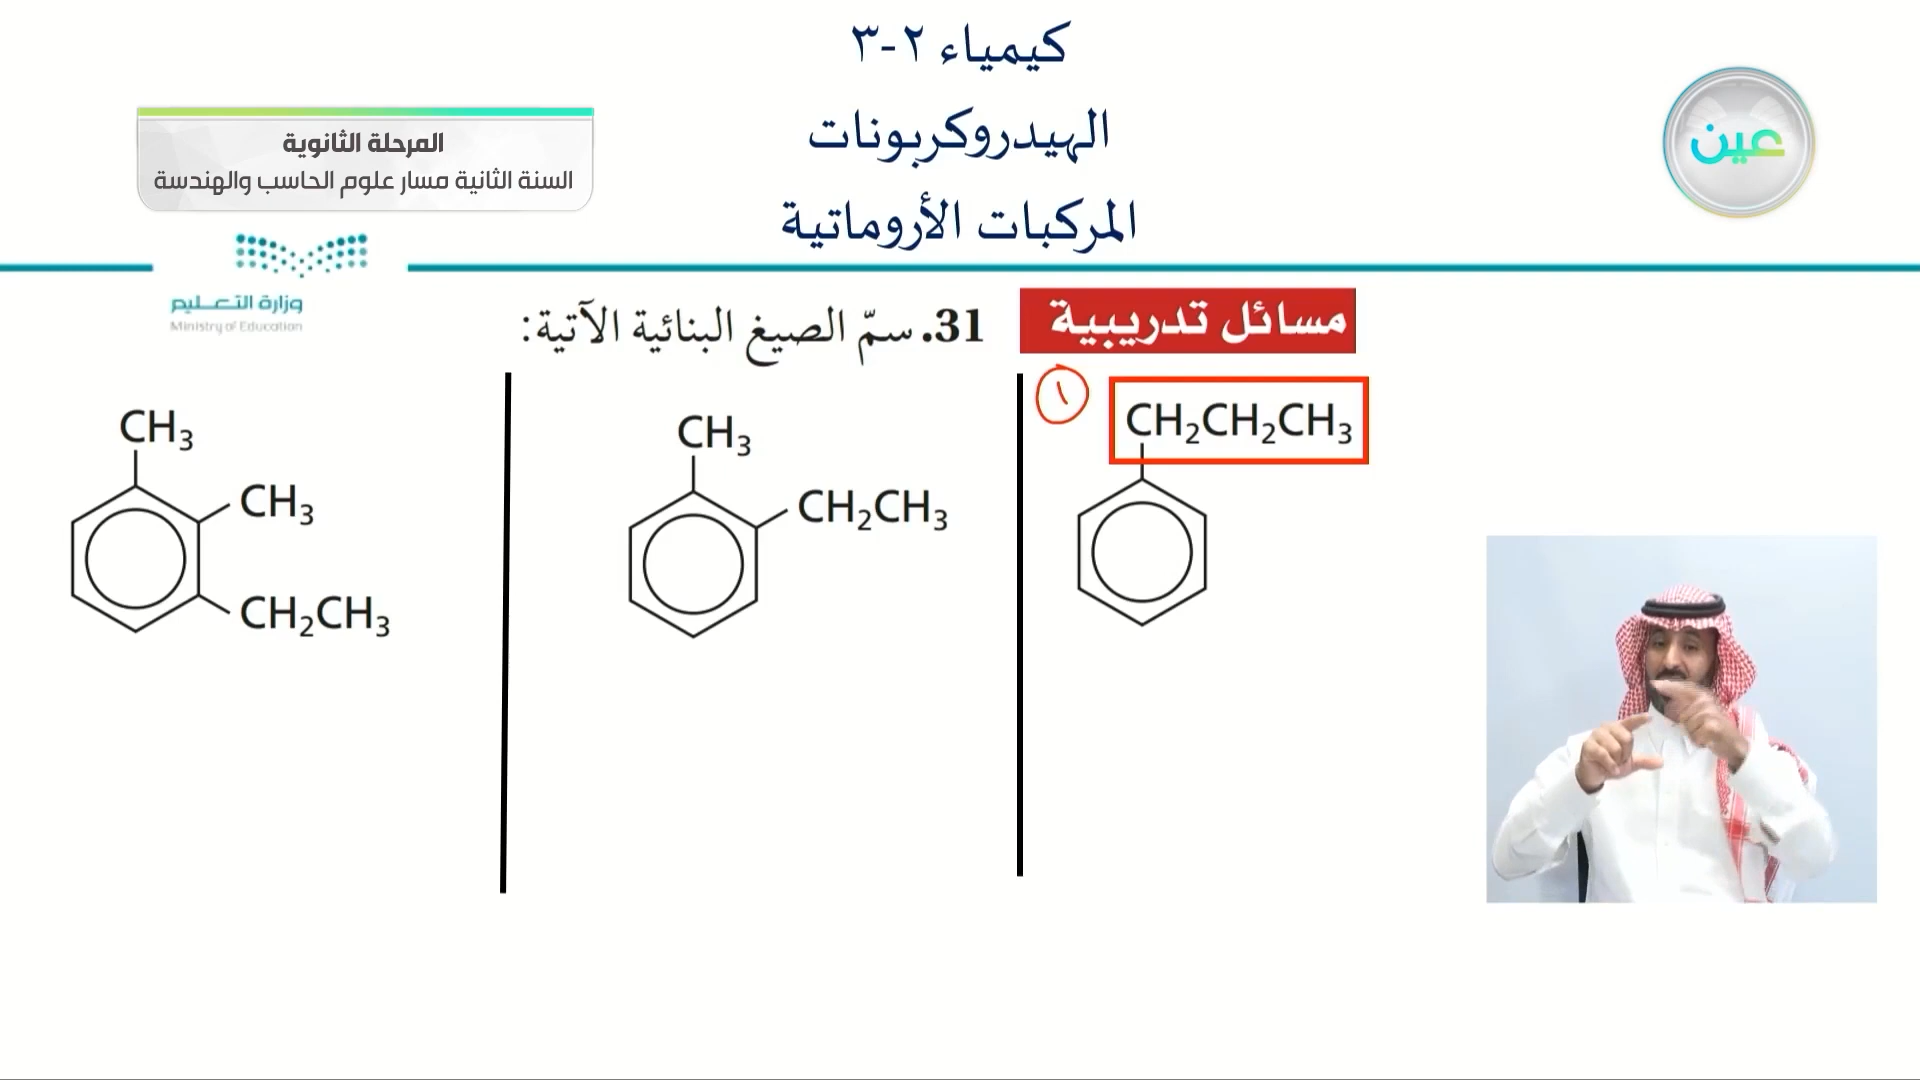 كيمياء ٢-٣
الهيدروكربونات
المركبات الأروماتية
عين
المرحلة الثانوية
السنة الثانية مسار علوم الحاسب والهندسة
وزارة التعليم
Ministry of Education
مسائل تدريبية
31. سمّ الصيغ البنائية الآتية:
١
CH₂CH₂CH₃
CH₃
CH₂CH₃
CH₃
CH₃
CH₂CH₃